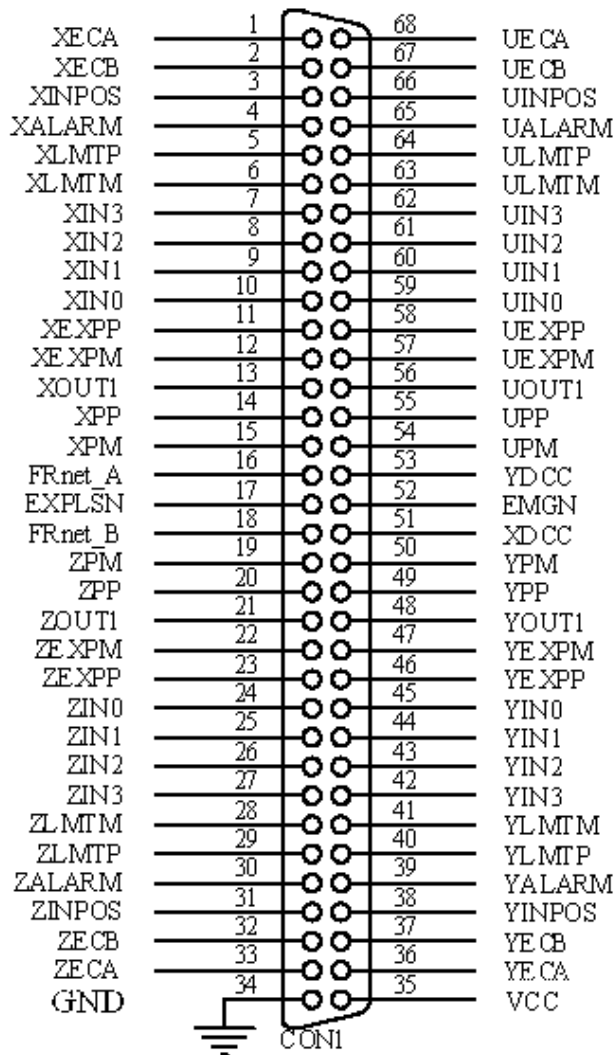 XECA 1 68 UECA
XECB 2 67 UECB
XINPOS 3 66 UINPOS
XALARM 4 65 UALARM
XLMTP 5 64 ULMTP
XLMTM 6 63 ULMTM
XIN3 7 62 UIN3
XIN2 8 61 UIN2
XIN1 9 60 UIN1
XIN0 10 59 UIN0
XEXPP 11 58 UEXPP
XEXPM 12 57 UEXPM
XOUT1 13 56 UOUT1
XPP 14 55 UPP
XPM 15 54 UPM
FRnet_A 16 53 YDCC
EXPLSN 17 52 EMGN
FRnet_B 18 51 XDCC
ZPM 19 50 YPM
ZPP 20 49 YPP
ZOUT1 21 48 YOUT1
ZEXPM 22 47 YEXPM
ZEXPP 23 46 YEXPP
ZIN0 24 45 YIN0
ZIN1 25 44 YIN1
ZIN2 26 43 YIN2
ZIN3 27 42 YIN3
ZLMTM 28 41 YLMTM
ZLMTP 29 40 YLMTP
ZALARM 30 39 YALARM
ZINPOS 31 38 YINPOS
ZECB 32 37 YECB
ZECA 33 36 YECA
GND 34 35 VCC
CON1